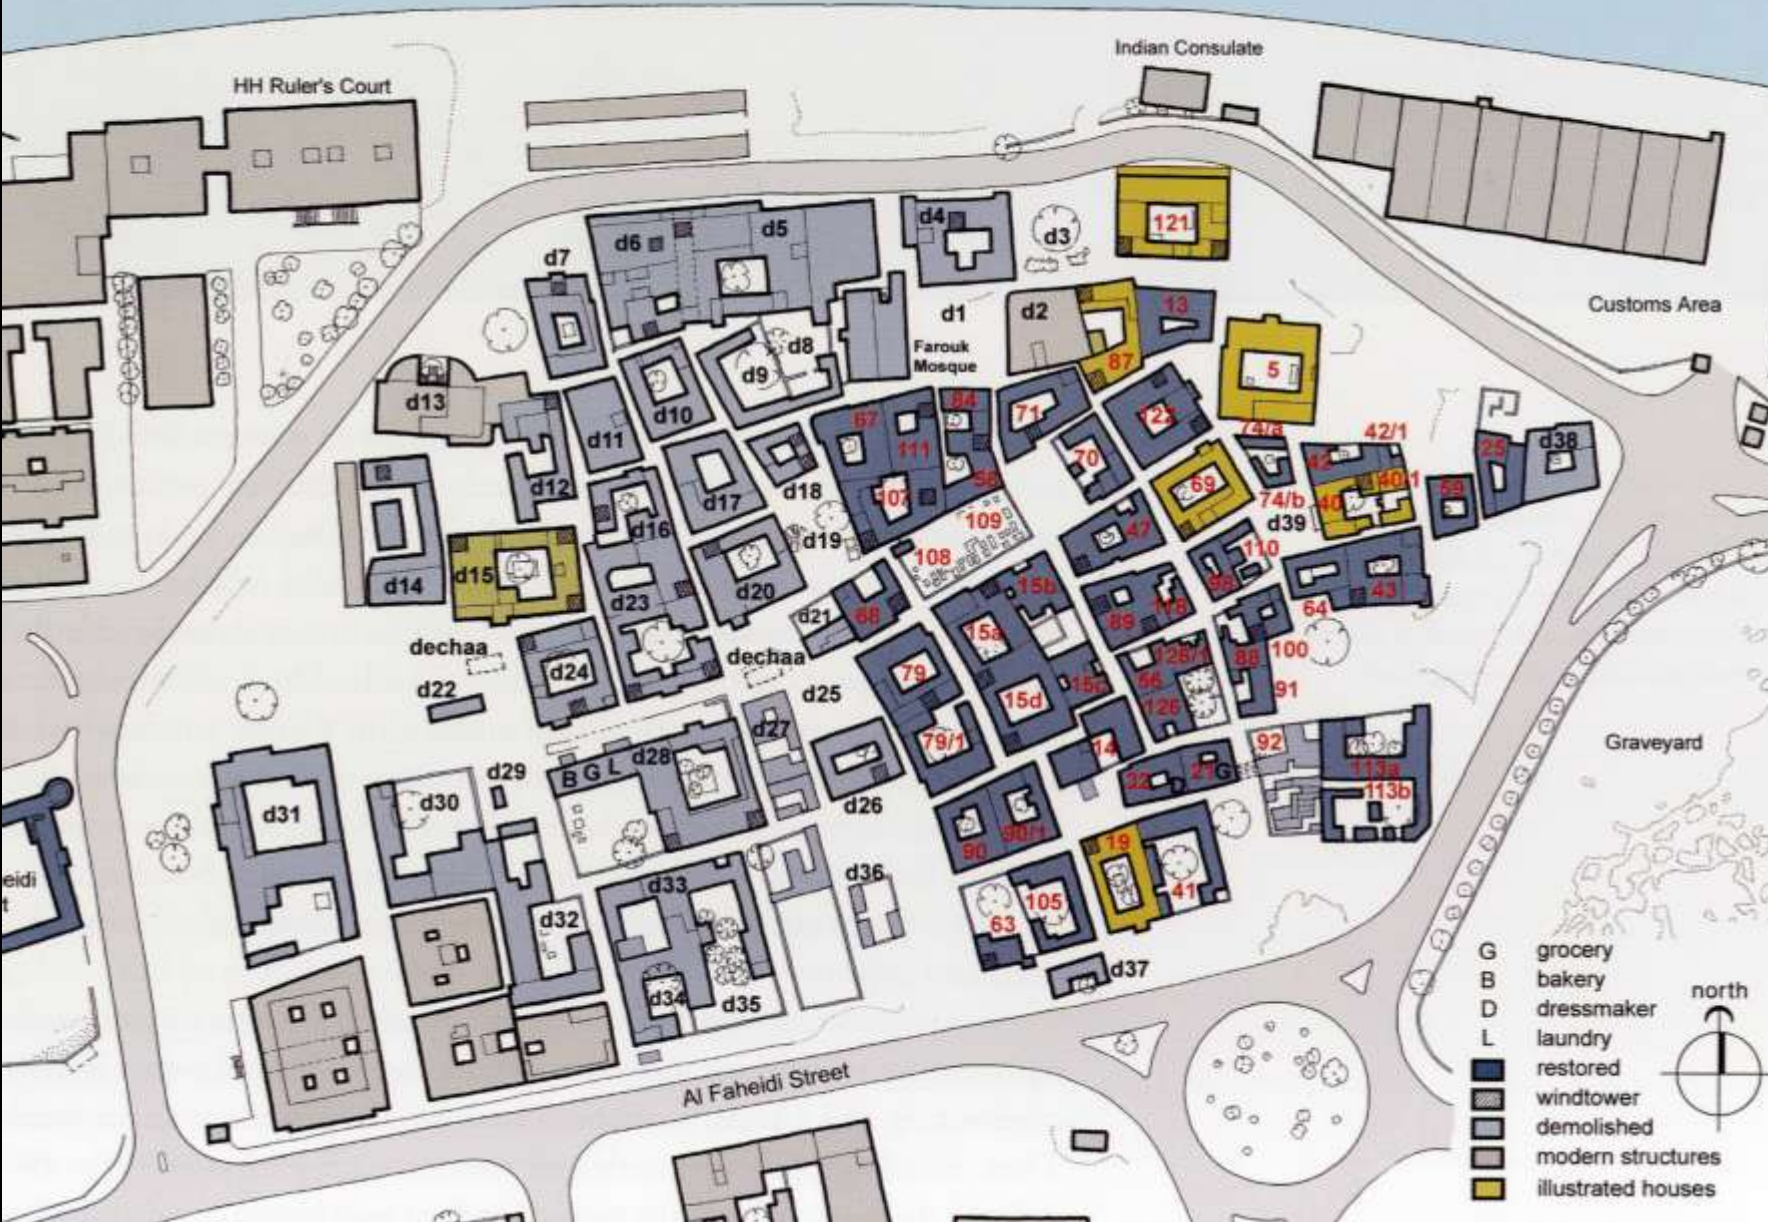 Indian Consulate
HH Ruler's Court
121
d4
d3
d6
d5
d7
d1
d2
13
Customs Area
Farouk
Mosque
d8
d9
87
5
d13
d10
d11
67
84
71
122
74/a
42/1
111
42
25
d38
70
d12
d17
d18
107
58
69
40/1
59
74/b
40
109
d39
d16
d19
47
110
108
98
43
d15
d14
d23
d20
15b
64
d21
68
89
118
15a
dechaa
dechaa
100
126/1
88
d24
79
15c
56
91
d22
15d
126
d25
d27
79/1
14
92
Graveyard
d28
B G L
d29
32
21
G
113a
113b
d31
d30
d26
90
90/1
19
eidi
t
d33
d36
41
105
63
d32
d37
d34
d35
G grocery
B bakery
D dressmaker
L laundry
north
restored
windtower
demolished
modern structures
illustrated houses
Al Faheidi Street